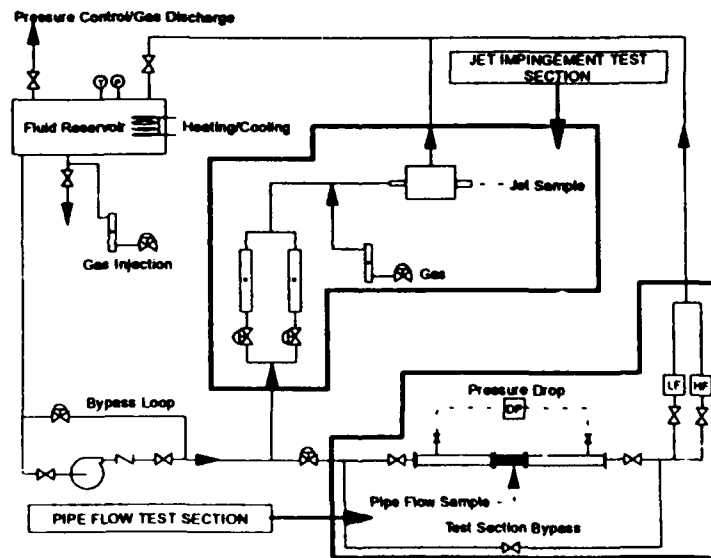 Pressure Control/Gas Discharge
JET IMPINGEMENT TEST
SECTION
T P
Fluid Reservoir
Heating/Cooling
Jet Sample
Gas Injection
Gas
Bypass Loop
Pressure Drop
DP
LF HF
Pipe Flow Sample
PIPE FLOW TEST SECTION
Test Section Bypass